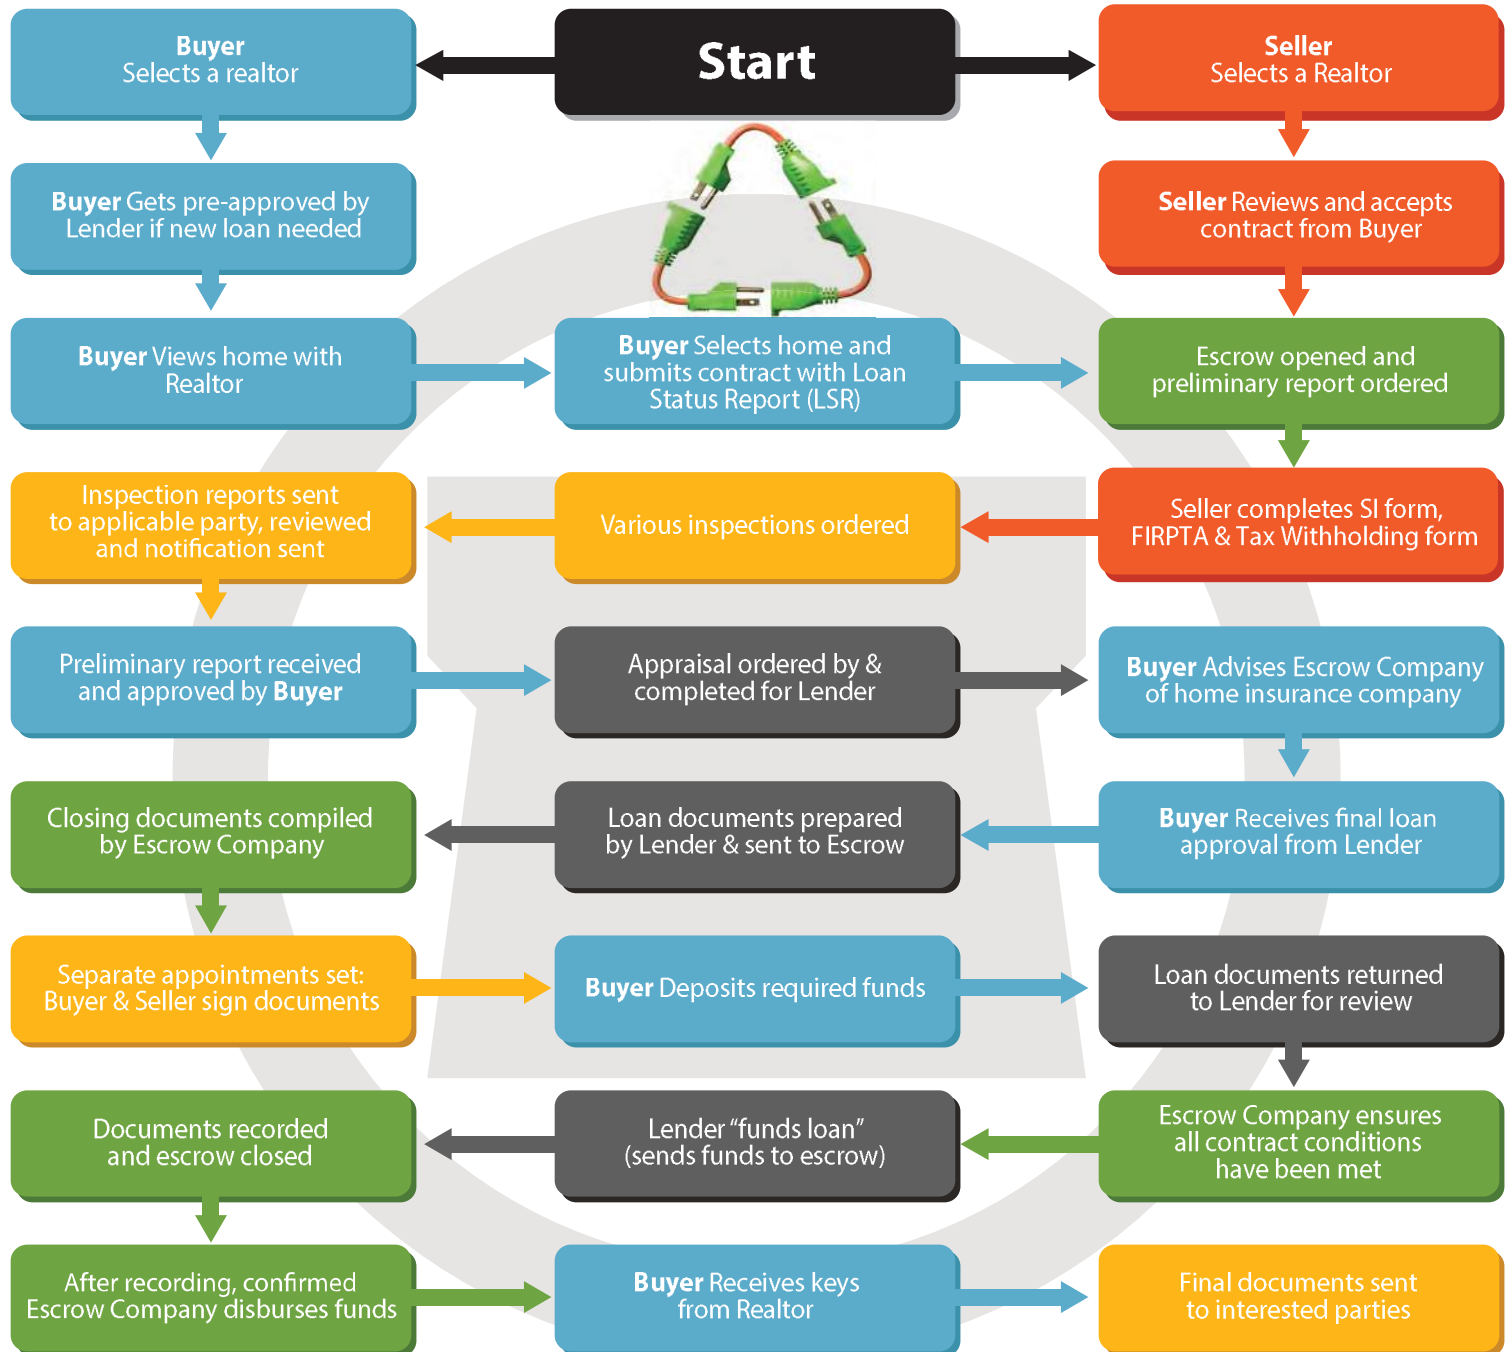 Buyer
Selects a realtor
Start
Seller
Selects a Realtor
Buyer Gets pre-approved by
Lender if new loan needed
Seller Reviews and accepts
contract from Buyer
Buyer Views home with
Realtor
Buyer Selects home and
submits contract with Loan
Status Report (LSR)
Escrow opened and
preliminary report ordered
Inspection reports sent
to applicable party, reviewed
and notification sent
Various inspections ordered
Seller completes SI form,
FIRPTA & Tax Withholding form
Preliminary report received
and approved by Buyer
Appraisal ordered by &
completed for Lender
Buyer Advises Escrow Company
of home insurance company
Closing documents compiled
by Escrow Company
Loan documents prepared
by Lender & sent to Escrow
Buyer Receives final loan
approval from Lender
Separate appointments set:
Buyer & Seller sign documents
Buyer Deposits required funds
Loan documents returned
to Lender for review
Documents recorded
and escrow closed
Lender “funds loan”
(sends funds to escrow)
Escrow Company ensures
all contract conditions
have been met
After recording, confirmed
Escrow Company disburses funds
Buyer Receives keys
from Realtor
Final documents sent
to interested parties